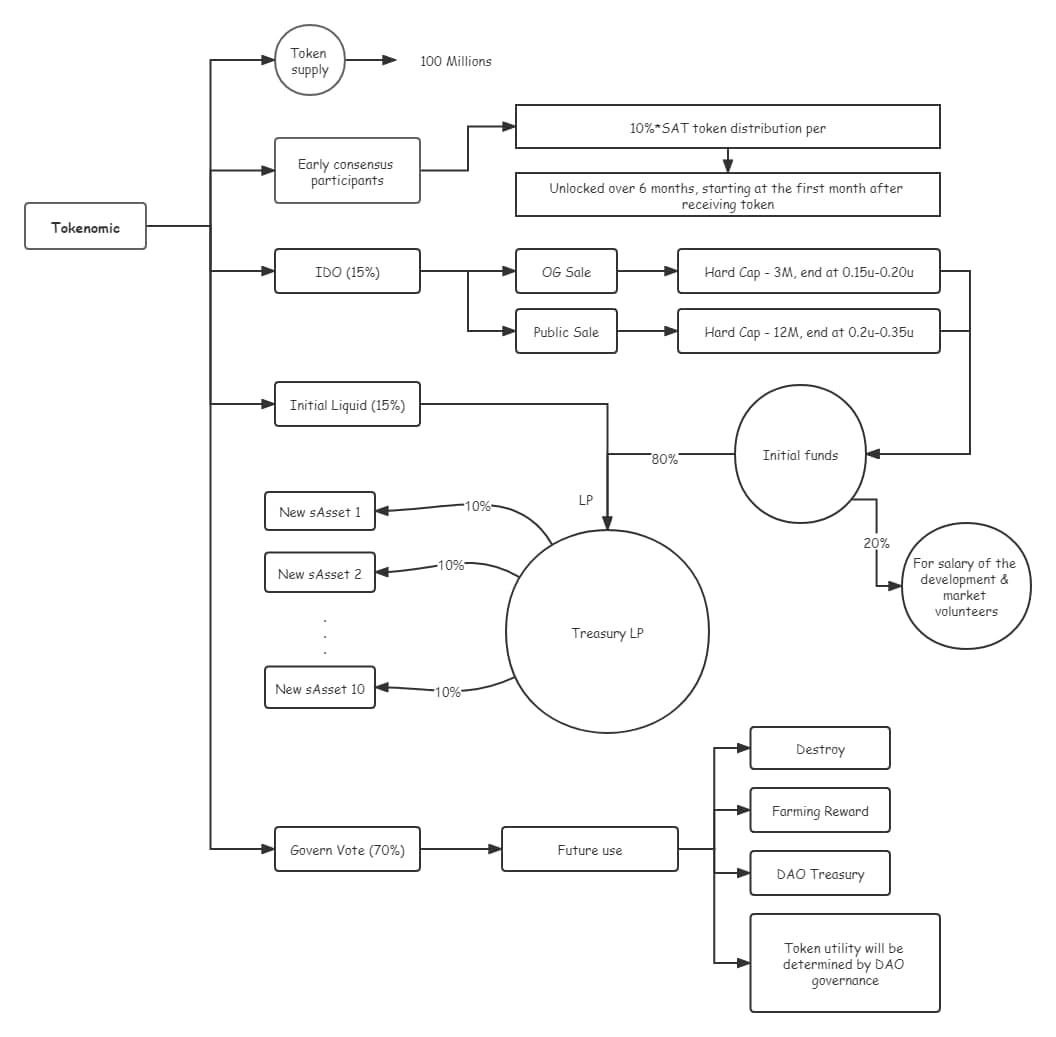 Token
supply
100 Millions
10%*SAT token distribution per
Early consensus
participants
Unlocked over 6 months, starting at the first month after
receiving token
Tokenomic
IDO (15%)
OG Sale
Hard Cap - 3M, end at 0.15u-0.20u
Public Sale
Hard Cap - 12M, end at 0.2u-0.35u
Initial Liquid (15%)
80%
Initial funds
LP
10%
New sAsset 1
20%
10%
New sAsset 2
For salary of the
development &
market
volunteers
.
.
.
Treasury LP
10%
New sAsset 10
Destroy
Farming Reward
Govern Vote (70%)
Future use
DAO Treasury
Token utility will be
determined by DAO
governance